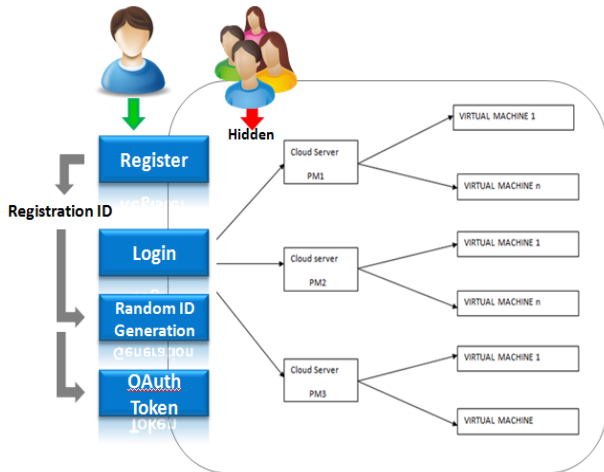 Hidden
Register
Registration ID
Login
Random ID
Generation
OAuth
Token
Cloud Server
PM1
VIRTUAL MACHINE 1
VIRTUAL MACHINE n
Cloud server
PM2
VIRTUAL MACHINE 1
VIRTUAL MACHINE n
Cloud Server
PM3
VIRTUAL MACHINE 1
VIRTUAL MACHINE